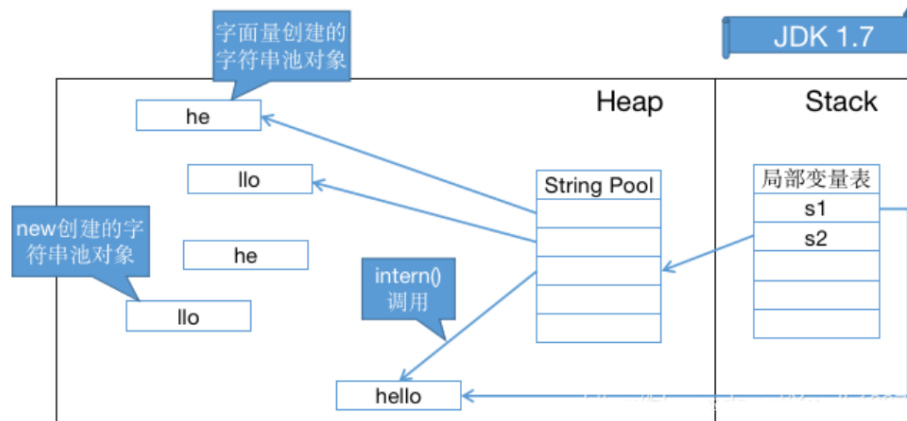 JDK 1.7
字面量创建的
字符串池对象
Heap
Stack
he
llo
String Pool
局部变量表
s1
s2
new创建的字
符串池对象
he
intern()
调用
llo
hello